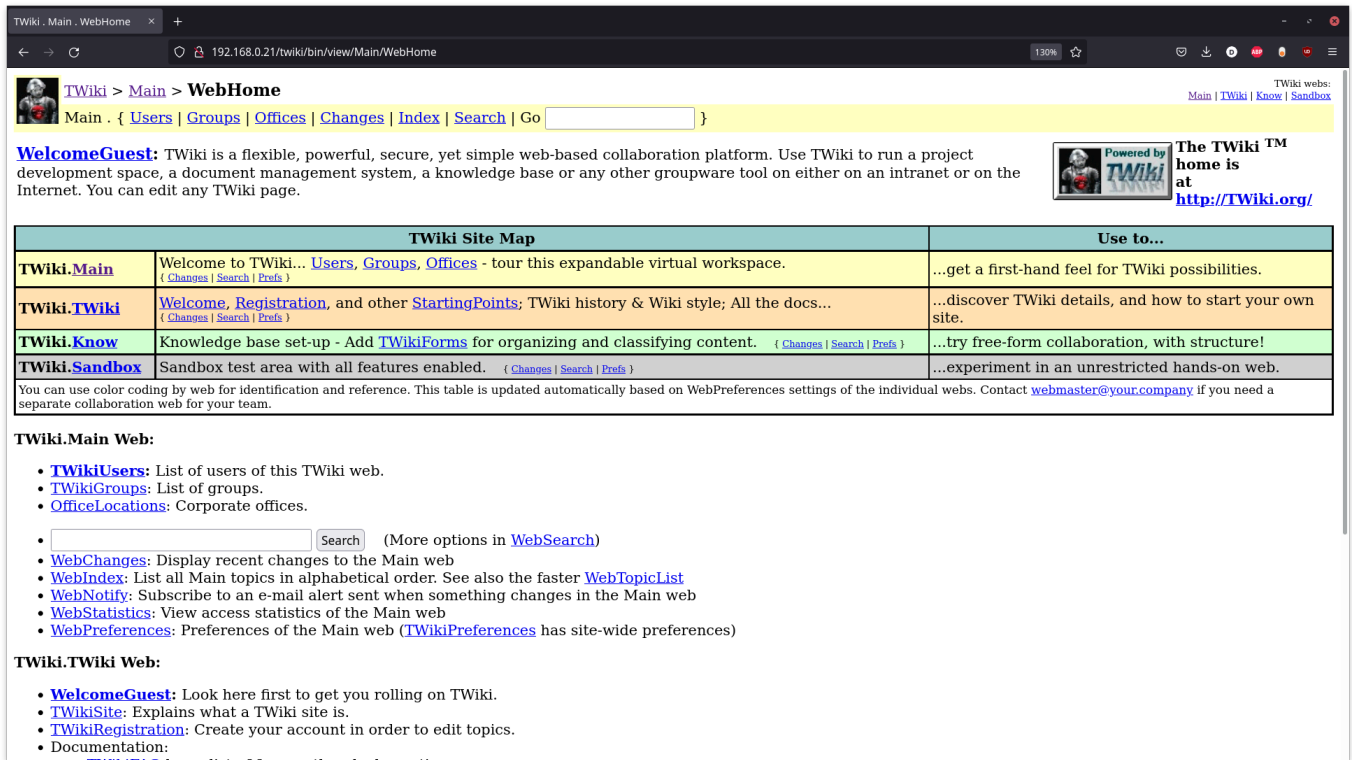 TWiki . Main . WebHome × +
192.168.0.21/twiki/bin/view/Main/WebHome 130%
TWiki > Main > WebHome
TWiki webs:
Main | TWiki | Know | Sandbox
Main . { Users | Groups | Offices | Changes | Index | Search | Go }
WelcomeGuest: TWiki is a flexible, powerful, secure, yet simple web-based collaboration platform. Use TWiki to run a project
development space, a document management system, a knowledge base or any other groupware tool on either on an intranet or on the
Internet. You can edit any TWiki page.
Powered by
TWiki
The TWiki TM
home is
at
http://TWiki.org/
TWiki Site Map Use to...
TWiki.Main Welcome to TWiki... Users, Groups, Offices - tour this expandable virtual workspace.
{ Changes | Search | Prefs }
...get a first-hand feel for TWiki possibilities.
TWiki.TWiki Welcome, Registration, and other StartingPoints; TWiki history & Wiki style; All the docs...
{ Changes | Search | Prefs }
...discover TWiki details, and how to start your own
site.
TWiki.Know Knowledge base set-up - Add TWikiForms for organizing and classifying content. { Changes | Search | Prefs } ...try free-form collaboration, with structure!
TWiki.Sandbox Sandbox test area with all features enabled. { Changes | Search | Prefs } ...experiment in an unrestricted hands-on web.
You can use color coding by web for identification and reference. This table is updated automatically based on WebPreferences settings of the individual webs. Contact webmaster@your.company if you need a
separate collaboration web for your team.
TWiki.Main Web:
• TWikiUsers: List of users of this TWiki web.
• TWikiGroups: List of groups.
• OfficeLocations: Corporate offices.
• Search (More options in WebSearch)
• WebChanges: Display recent changes to the Main web
• WebIndex: List all Main topics in alphabetical order. See also the faster WebTopicList
• WebNotify: Subscribe to an e-mail alert sent when something changes in the Main web
• WebStatistics: View access statistics of the Main web
• WebPreferences: Preferences of the Main web (TWikiPreferences has site-wide preferences)
TWiki.TWiki Web:
• WelcomeGuest: Look here first to get you rolling on TWiki.
• TWikiSite: Explains what a TWiki site is.
• TWikiRegistration: Create your account in order to edit topics.
• Documentation: